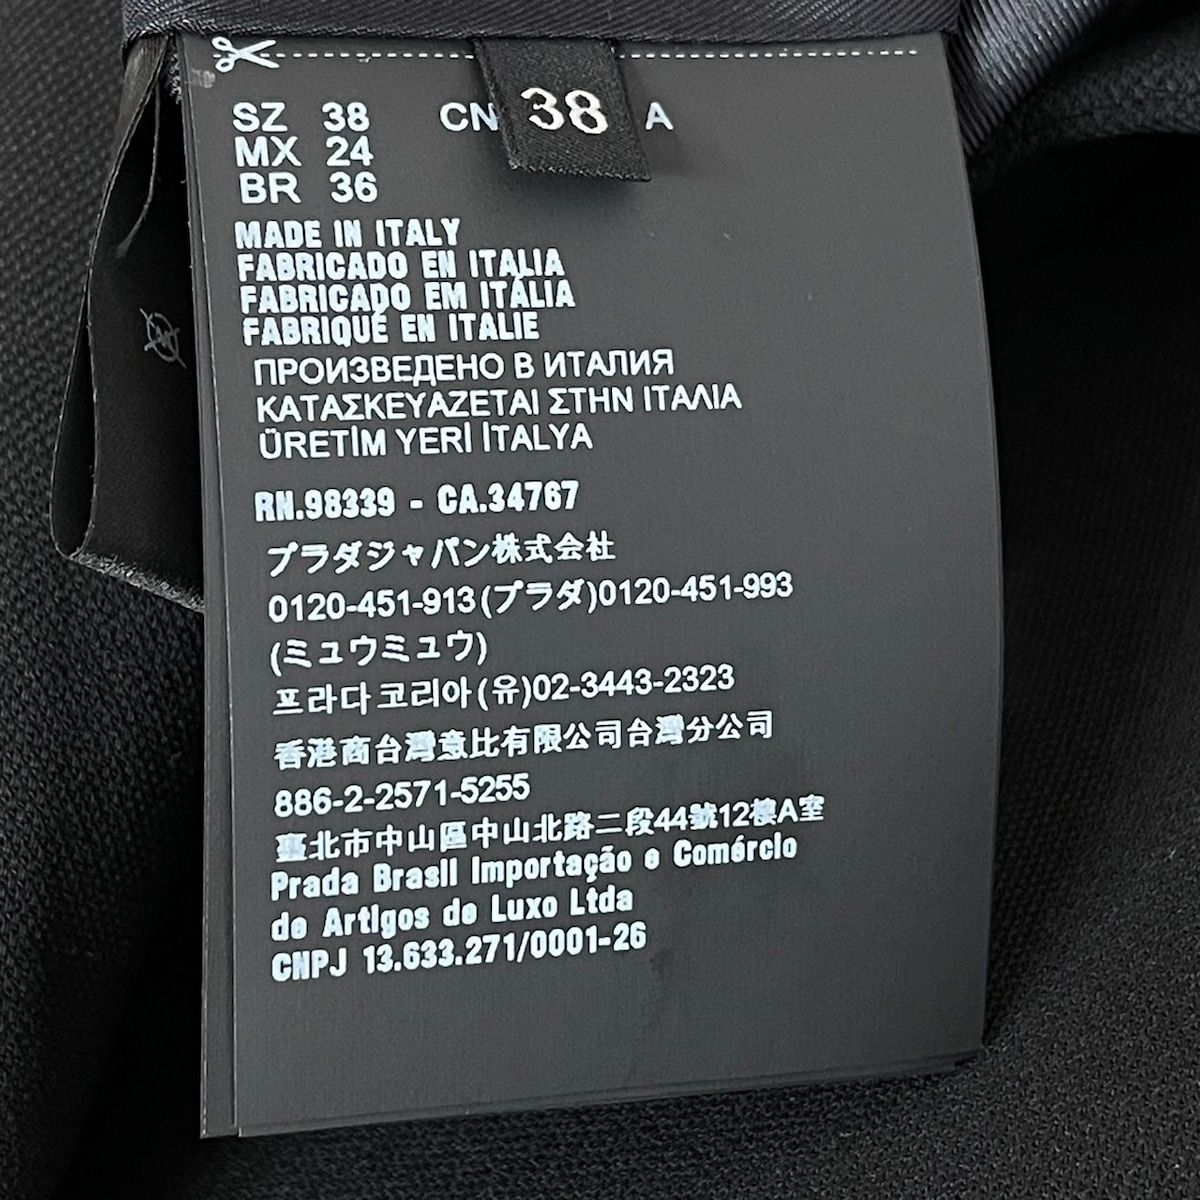 SZ 38 CN 38 A
MX 24
BR 36
MADE IN ITALY
FABRICADO EN ITALIA
FABRICADO EM ITÁLIA
FABRIQUÉ EN ITALIE
ПРОИЗВЕДЕНО В ИТАЛИЯ
ΚΑΤΑΣΚΕΥΑΖΕΤΑΙ ΣΤΗΝ ΙΤΑΛΙΑ
ÜRETİM YERİ İTALYA
RN.98339 - CA.34767
プラダジャパン株式会社
0120-451-913(プラダ)0120-451-993
(ミュウミュウ)
프라다코리아(유)02-3443-2323
香港商台灣意比有限公司台灣分公司
886-2-2571-5255
臺北市中山區中山北路二段44號12樓A室
Prada Brasil Importação e Comércio
de Artigos de Luxo Ltda
CNPJ 13.633.271/0001-26